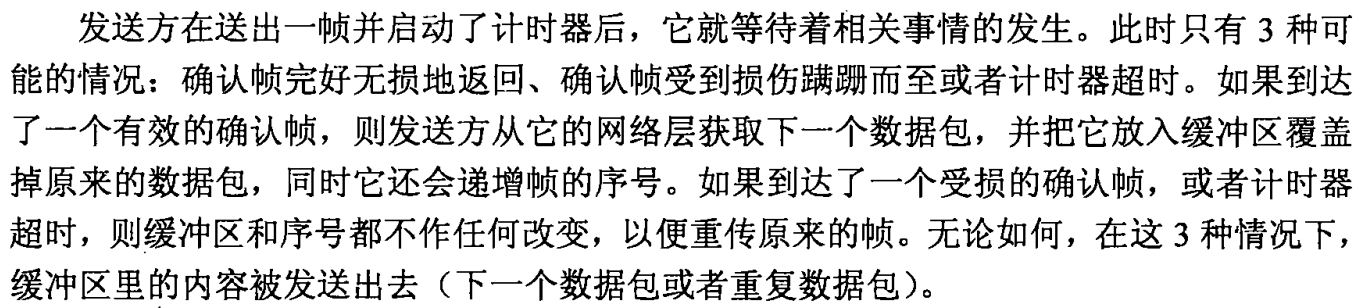 发送方在送出一帧并启动了计时器后，它就等待着相关事情的发生。此时只有 3 种可
能的情况：确认帧完好无损地返回、确认帧受到损伤蹒跚而至或者计时器超时。如果到达
了一个有效的确认帧，则发送方从它的网络层获取下一个数据包，并把它放入缓冲区覆盖
掉原来的数据包，同时它还会递增帧的序号。如果到达了一个受损的确认帧，或者计时器
超时，则缓冲区和序号都不作任何改变，以便重传原来的帧。无论如何，在这 3 种情况下，
缓冲区里的内容被发送出去（下一个数据包或者重复数据包）。